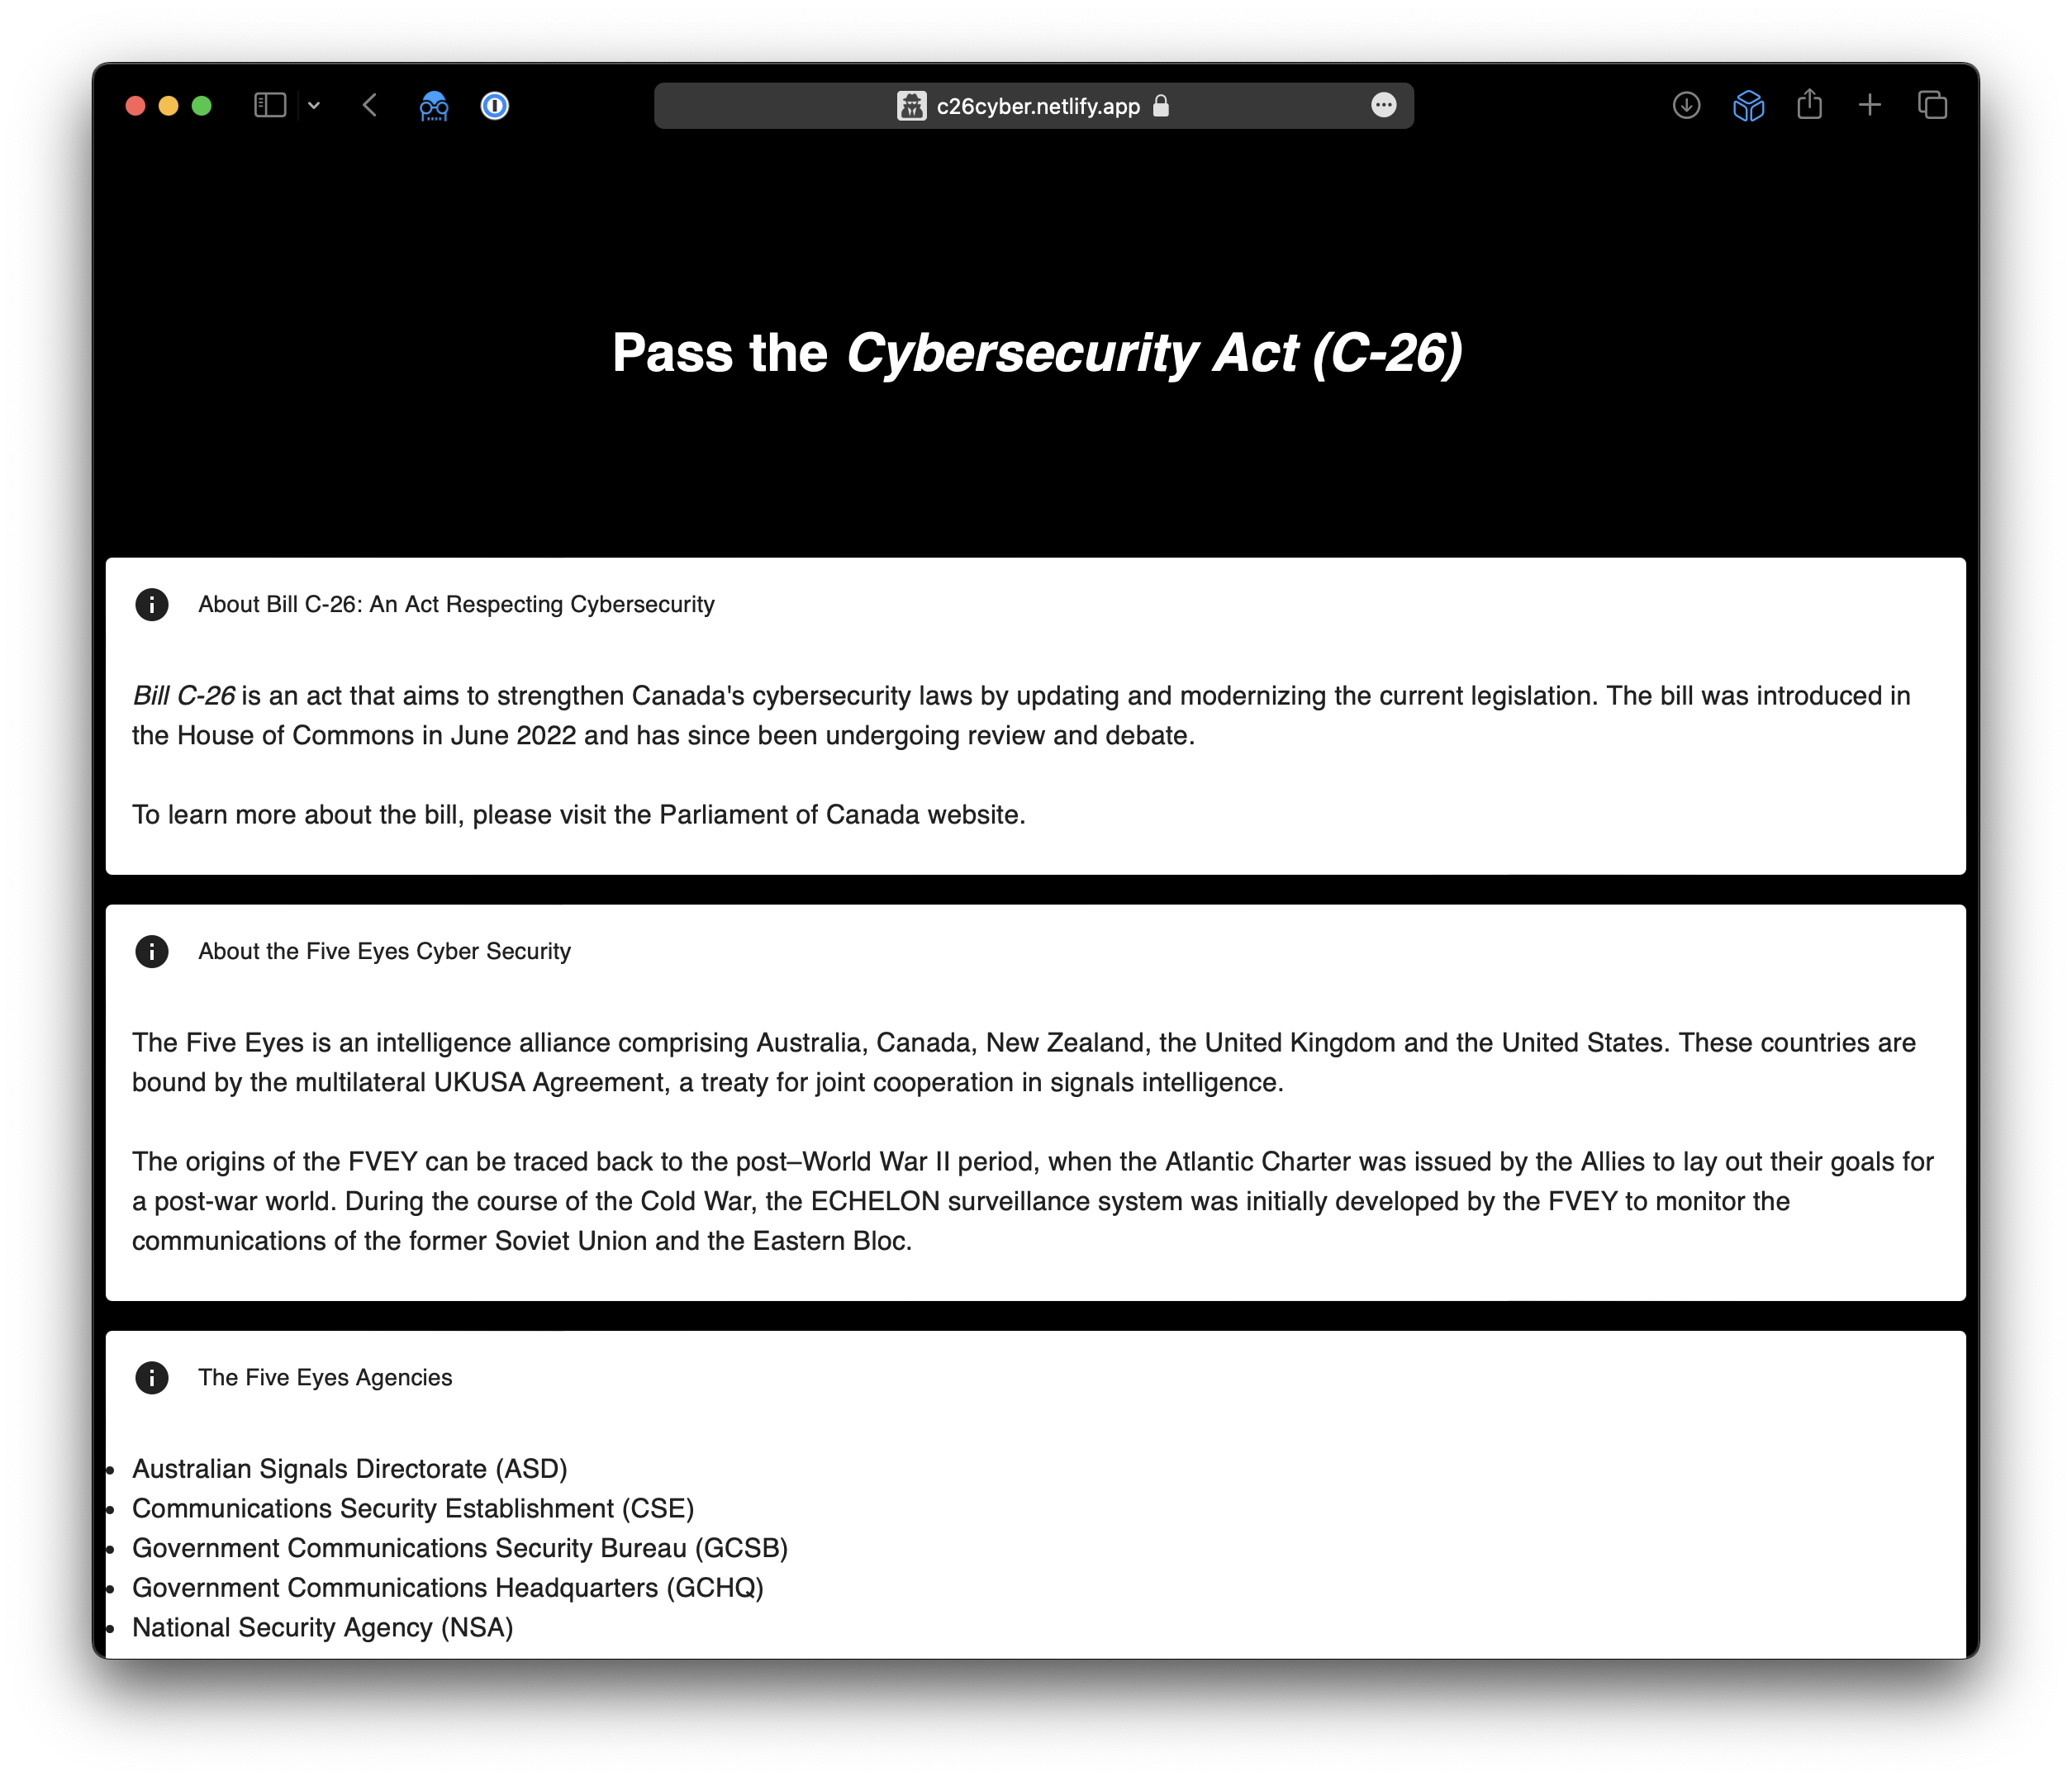 c26cyber.netlify.app
Pass the Cybersecurity Act (C-26)
About Bill C-26: An Act Respecting Cybersecurity
Bill C-26 is an act that aims to strengthen Canada's cybersecurity laws by updating and modernizing the current legislation. The bill was introduced in
the House of Commons in June 2022 and has since been undergoing review and debate.
To learn more about the bill, please visit the Parliament of Canada website.
About the Five Eyes Cyber Security
The Five Eyes is an intelligence alliance comprising Australia, Canada, New Zealand, the United Kingdom and the United States. These countries are
bound by the multilateral UKUSA Agreement, a treaty for joint cooperation in signals intelligence.
The origins of the FVEY can be traced back to the post–World War II period, when the Atlantic Charter was issued by the Allies to lay out their goals for
a post-war world. During the course of the Cold War, the ECHELON surveillance system was initially developed by the FVEY to monitor the
communications of the former Soviet Union and the Eastern Bloc.
The Five Eyes Agencies
• Australian Signals Directorate (ASD)
• Communications Security Establishment (CSE)
• Government Communications Security Bureau (GCSB)
• Government Communications Headquarters (GCHQ)
• National Security Agency (NSA)